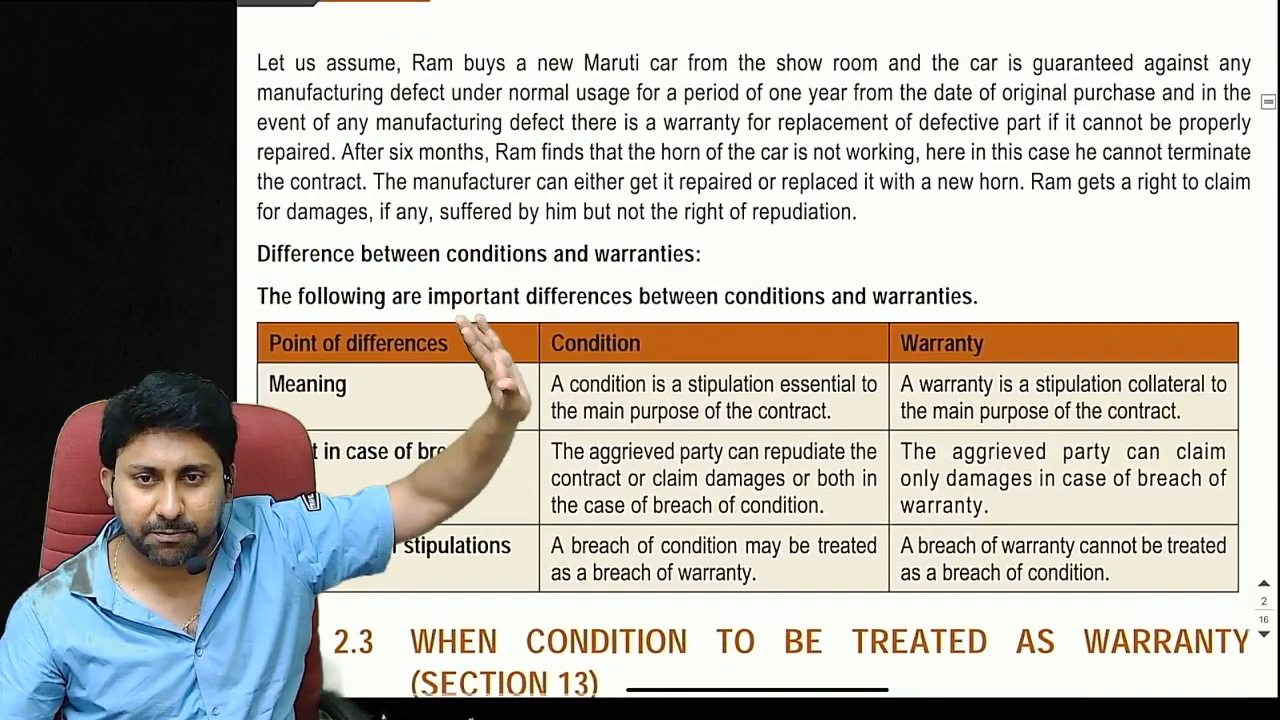 Let us assume, Ram buys a new Maruti car from the show room and the car is guaranteed against any
manufacturing defect under normal usage for a period of one year from the date of original purchase and in the
event of any manufacturing defect there is a warranty for replacement of defective part if it cannot be properly
repaired. After six months, Ram finds that the horn of the car is not working, here in this case he cannot terminate
the contract. The manufacturer can either get it repaired or replaced it with a new horn. Ram gets a right to claim
for damages, if any, suffered by him but not the right of repudiation.
Difference between conditions and warranties:
The following are important differences between conditions and warranties.
Point of differences Condition Warranty
Meaning A condition is a stipulation essential to A warranty is a stipulation collateral to
the main purpose of the contract. the main purpose of the contract.
in case of The aggrieved party can repudiate the The aggrieved party can claim
contract or claim damages or both in only damages in case of breach of
the case of breach of condition. warranty.
stipulations A breach of condition may be treated A breach of warranty cannot be treated
as a breach of warranty. as a breach of condition.
2.3 WHEN CONDITION TO BE TREATED AS WARRANTY
(SECTION 13)
2
16